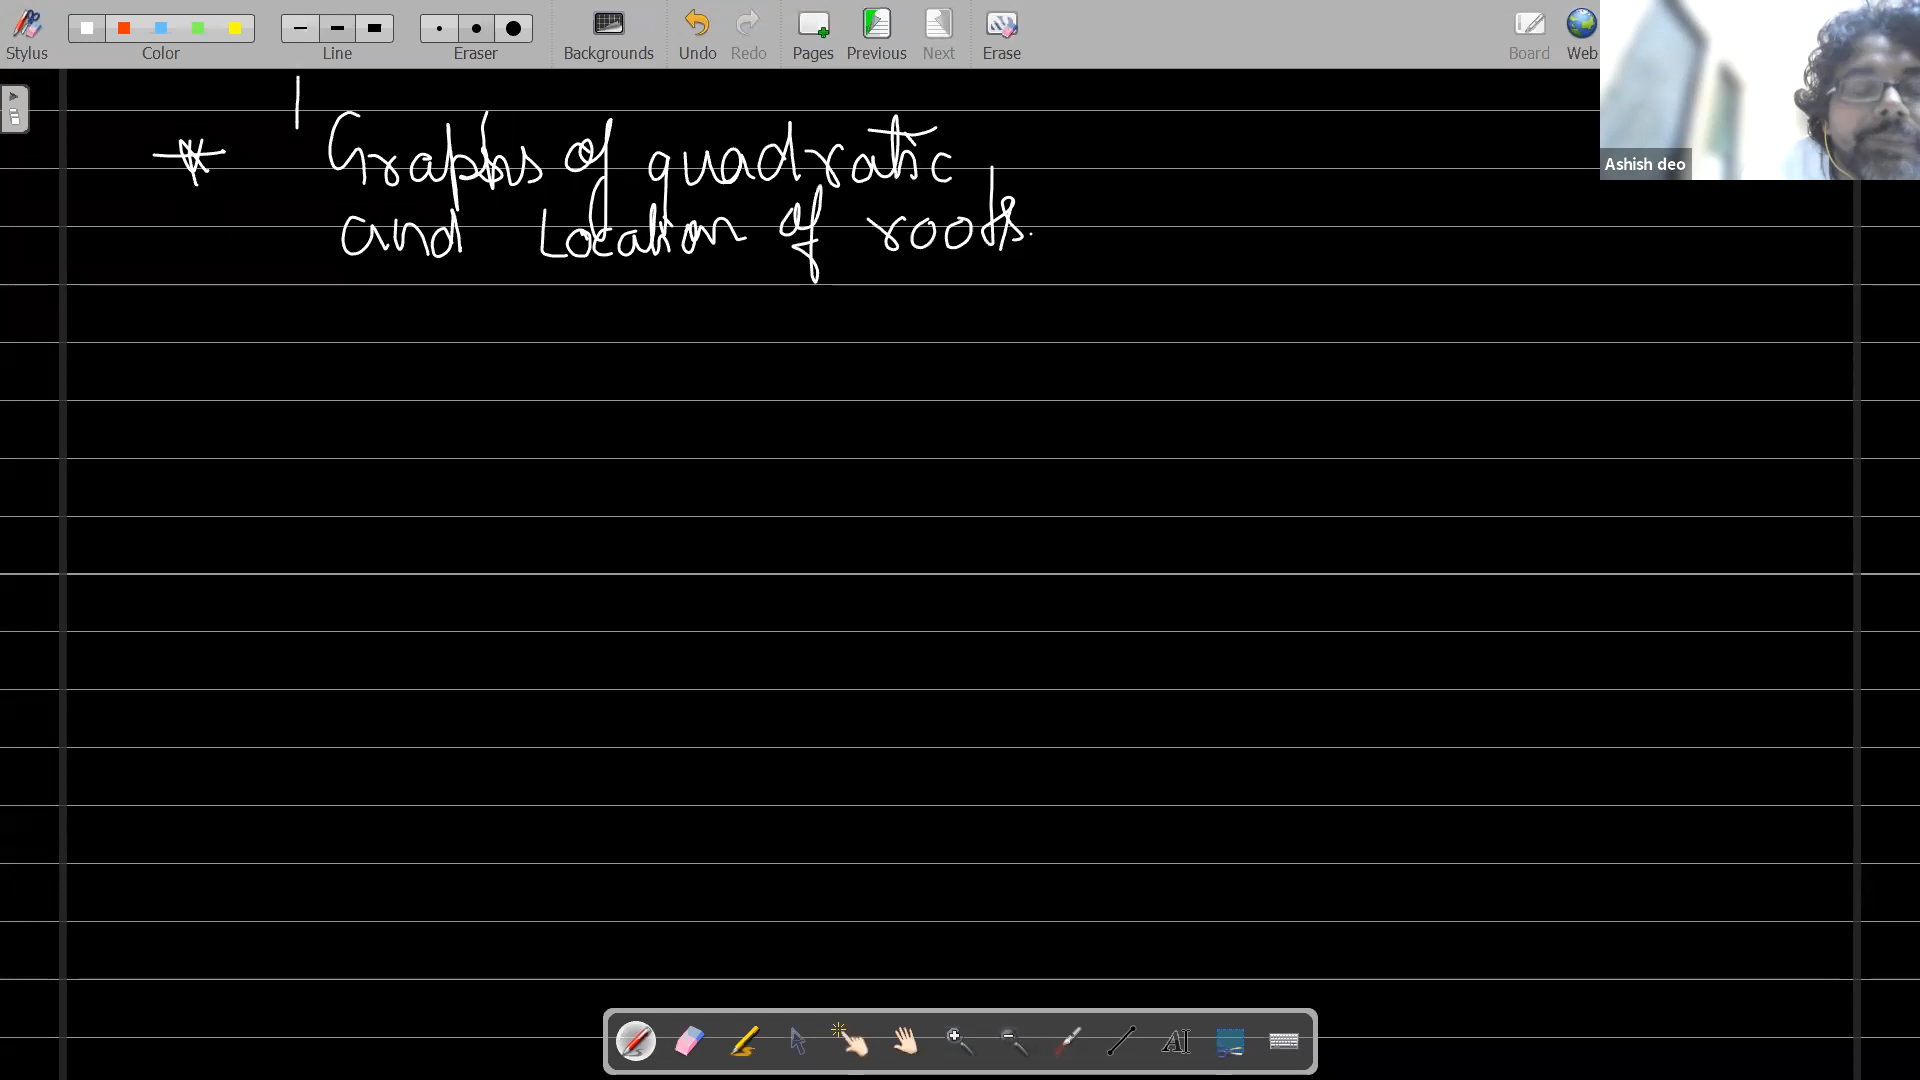 Stylus Color Line Eraser Backgrounds Undo Redo Pages Previous Next Erase Board Web
Ashish deo
* Graphs of quadratic
and Location of roots.